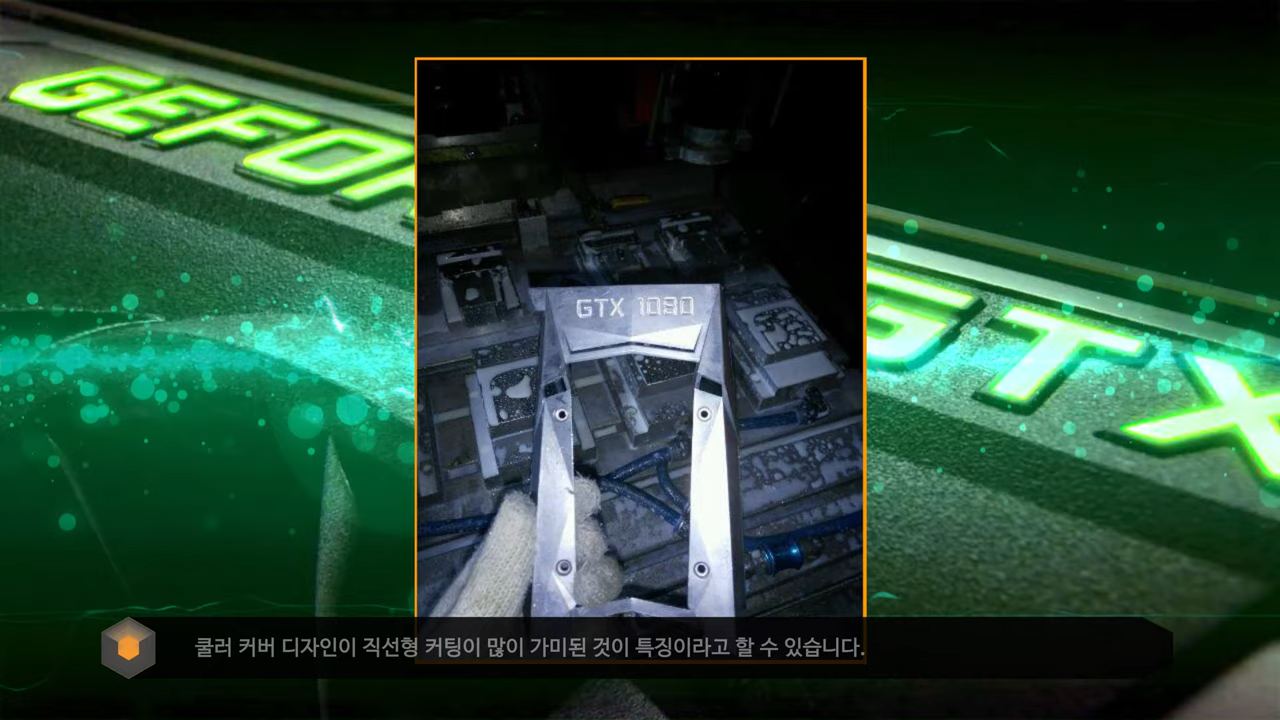 GEFOR
GTX
GTX 1080
쿨러 커버 디자인이 직선형 커팅이 많이 가미된 것이 특징이라고 할 수 있습니다.